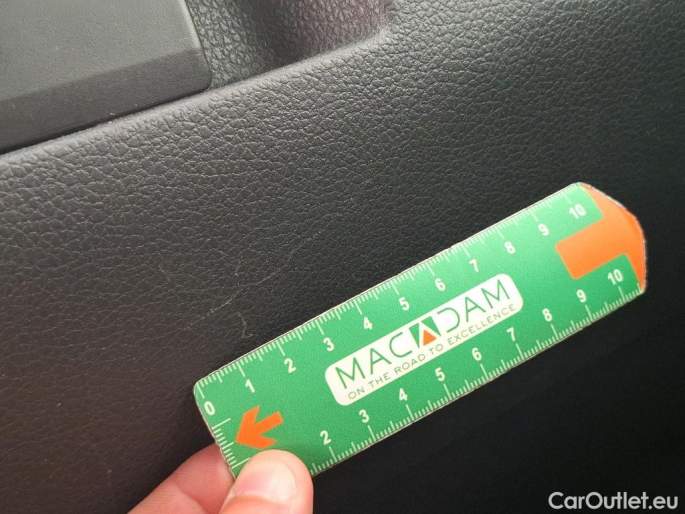 0 1 2 3 4 5 6 7 8 9 10
MACADAM
ON THE ROAD TO EXCELLENCE
2 3 4 5 6 7 8 9 10
CarOutlet.eu